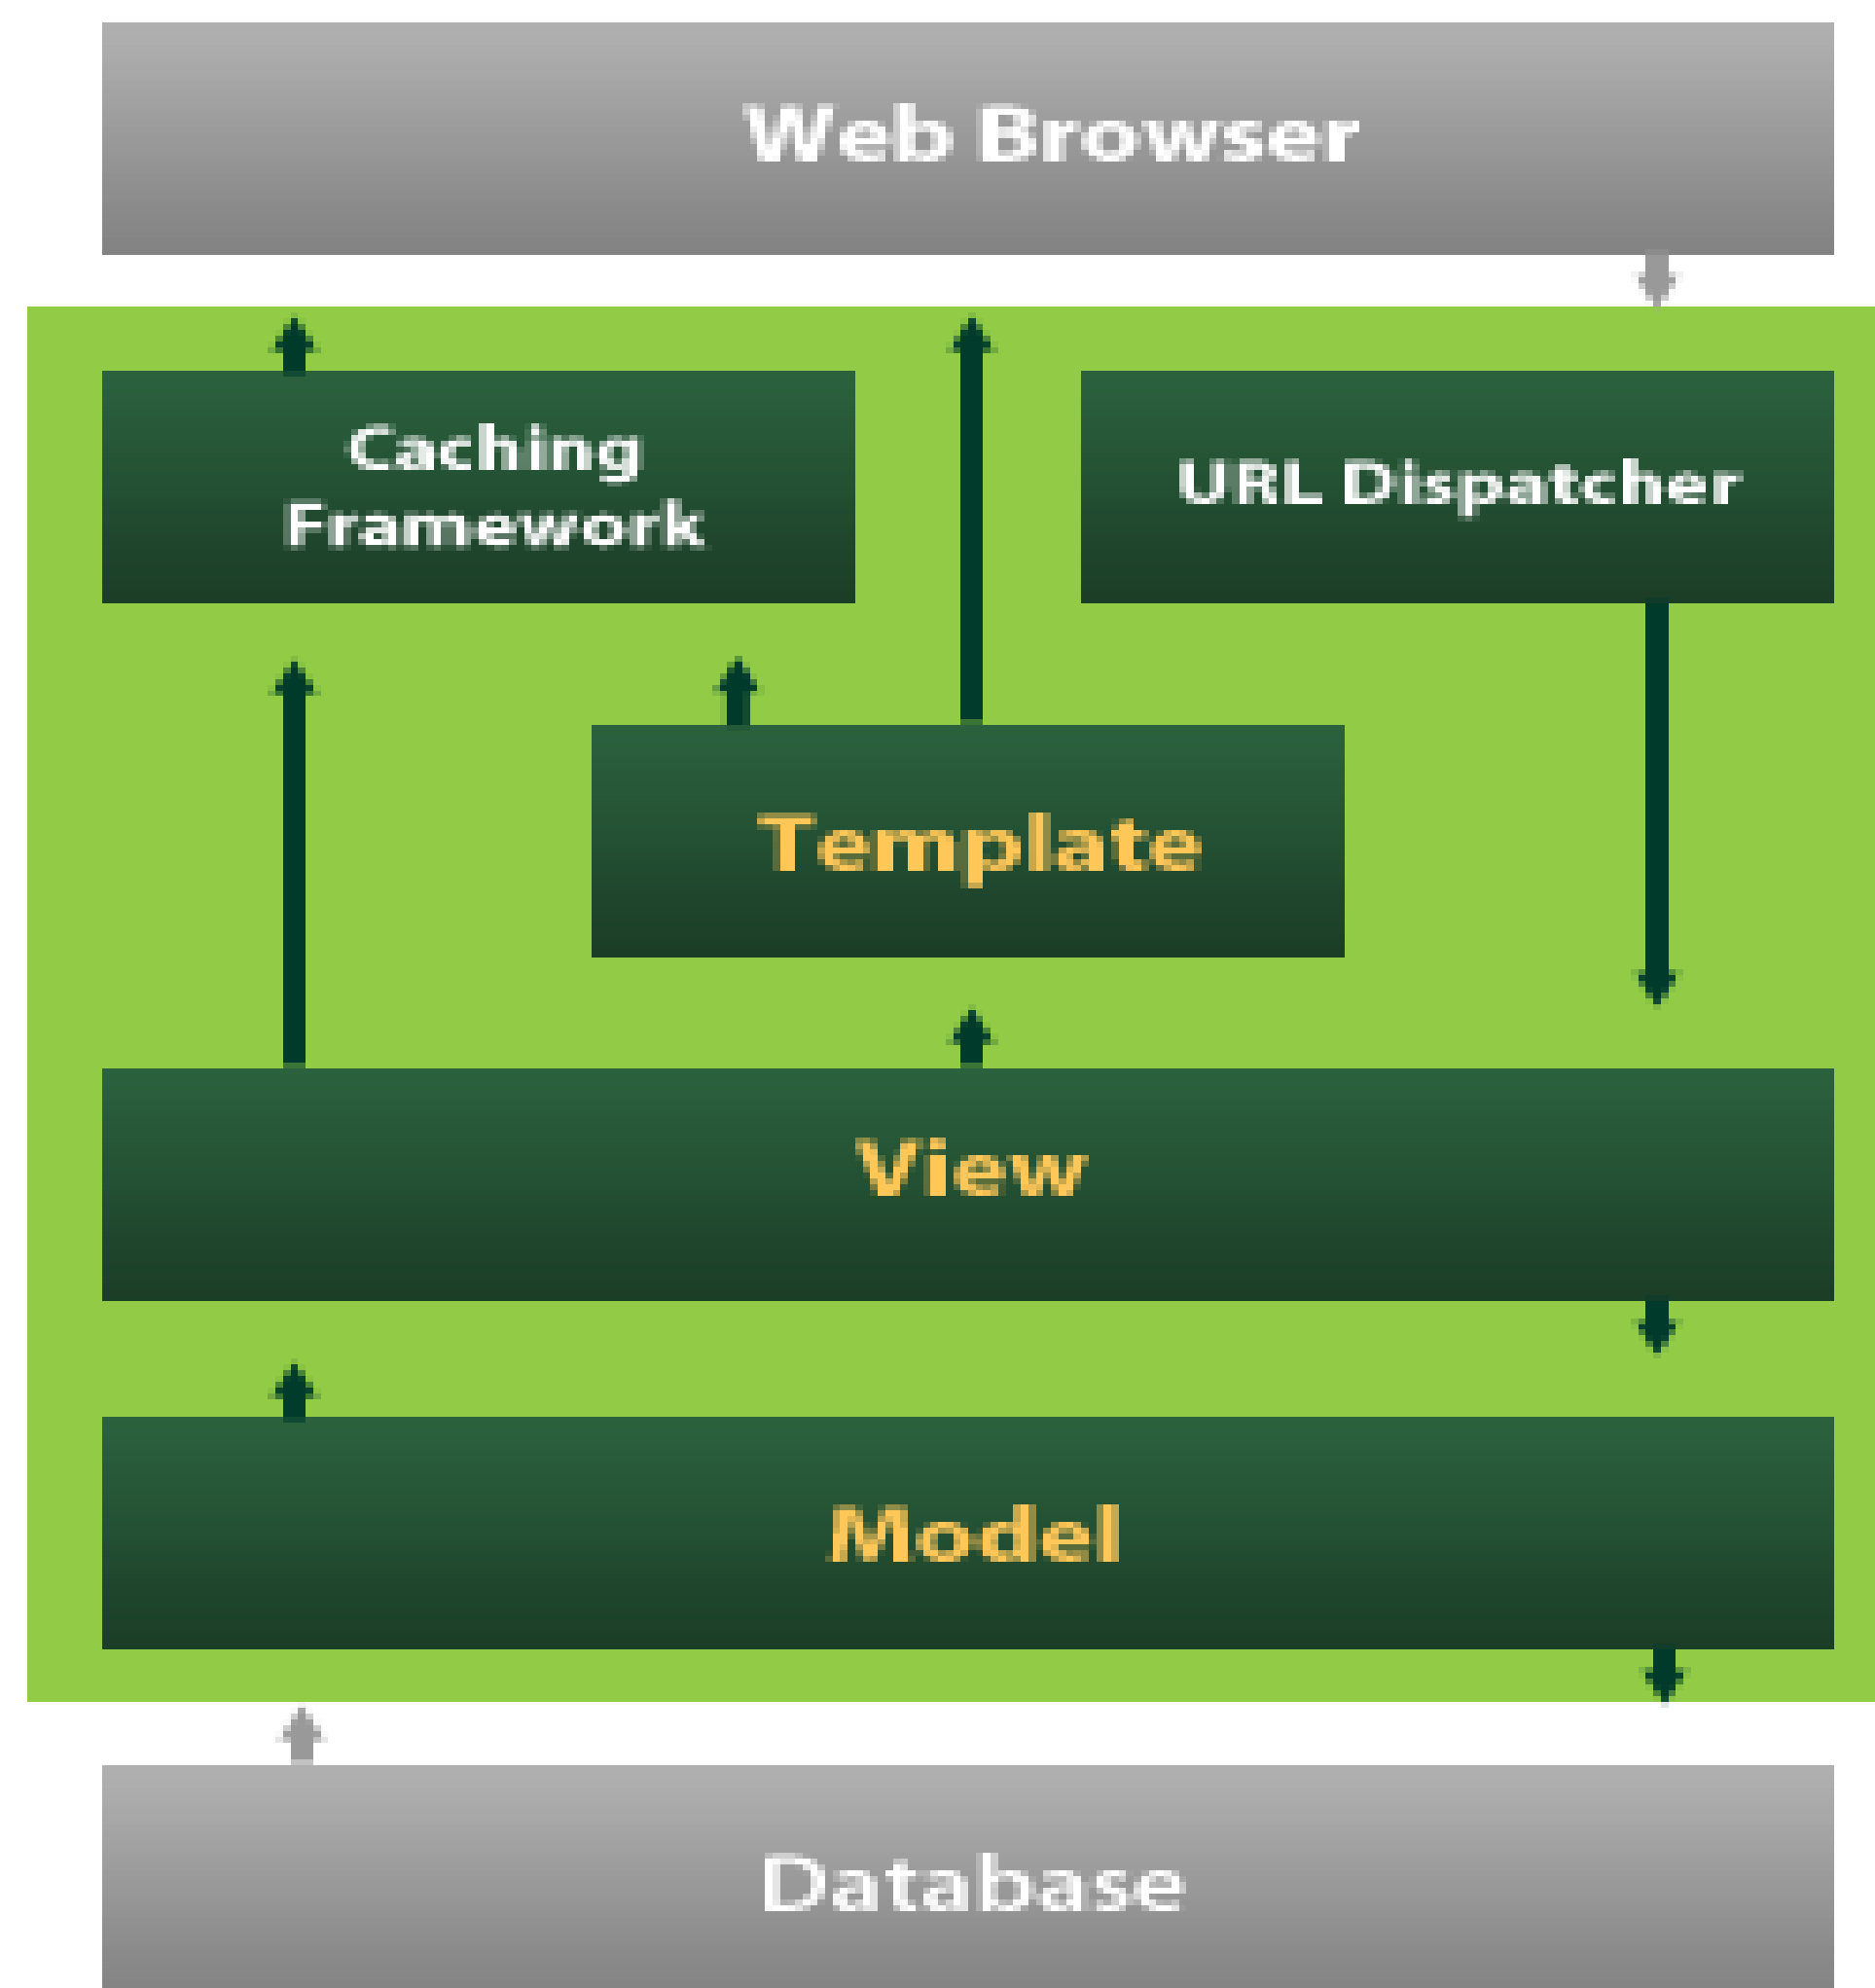 Web Browser
Caching
Framework
URL Dispatcher
Template
View
Model
Database